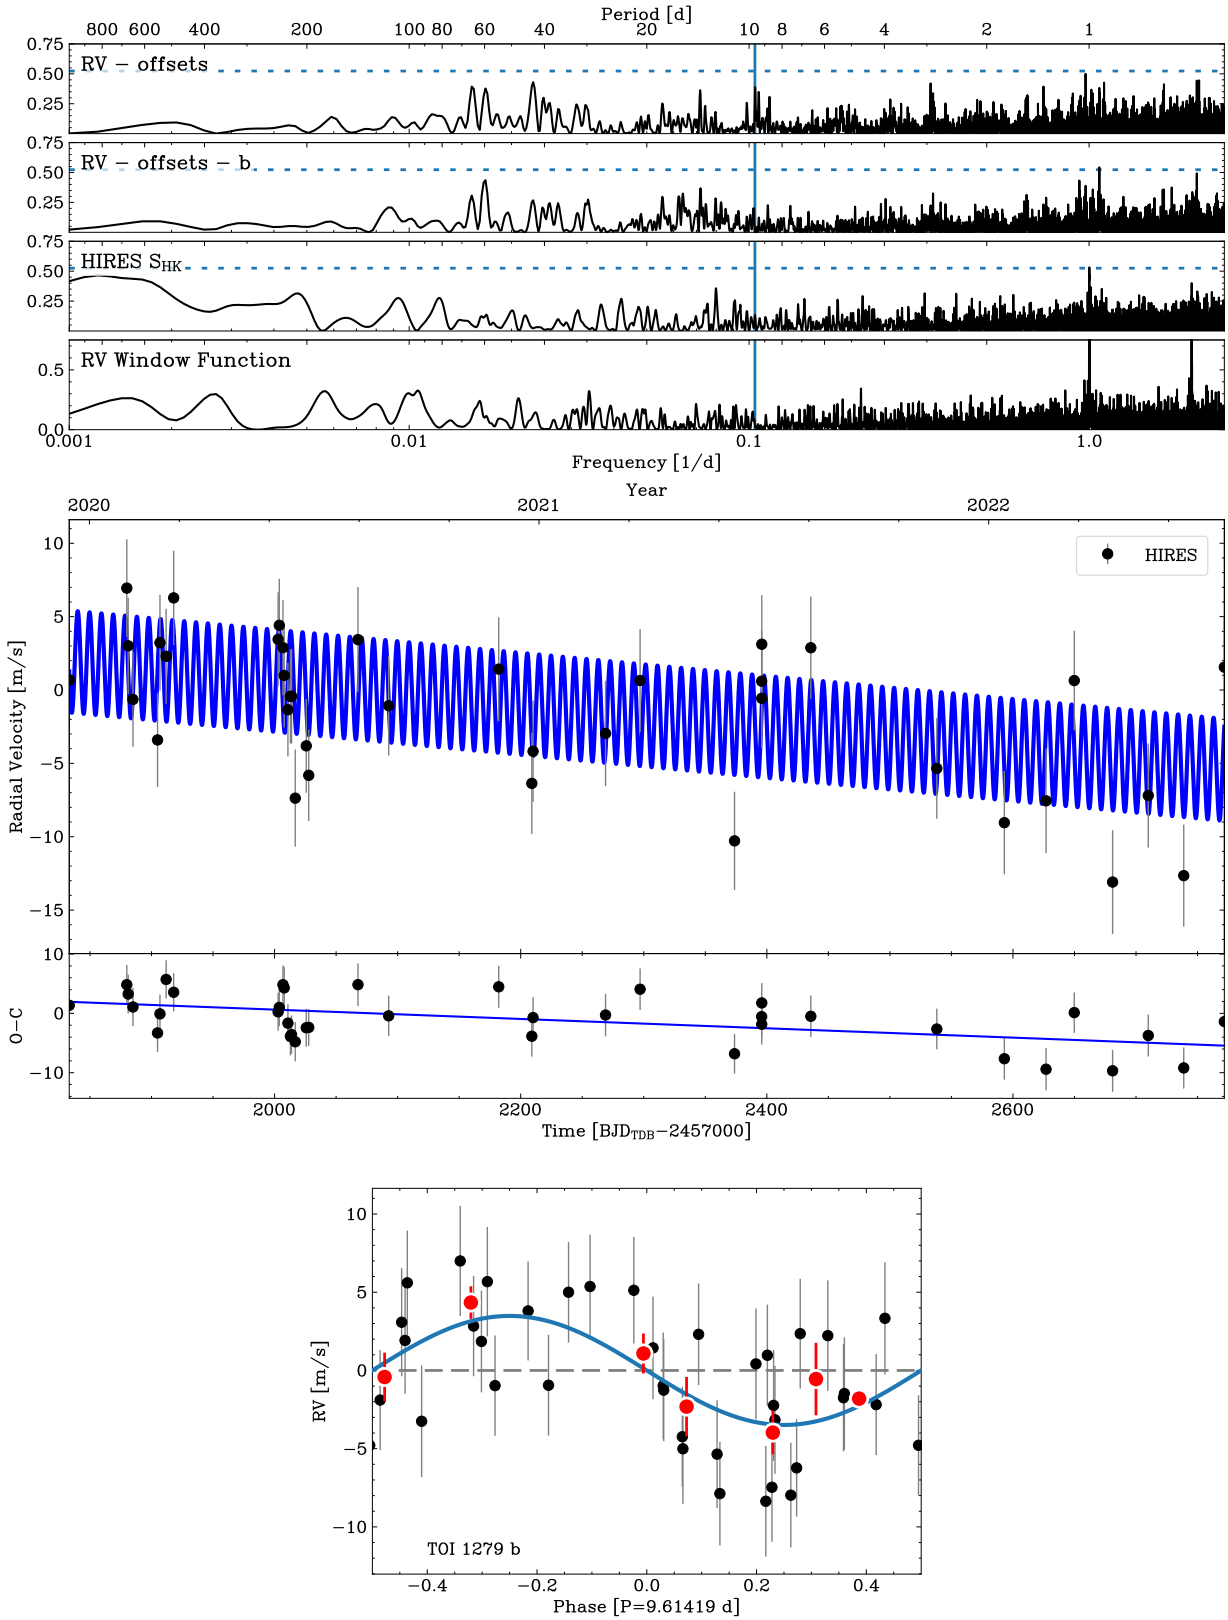 Period [d]
800 600 400 200 100 80 60 40 20 10 8 6 4 2 1
0.75
RV − offsets
0.50
0.25
0.75
RV − offsets − b
0.50
0.25
0.75
HIRES S_HK
0.50
0.25
RV Window Function
0.5
0.0
0.001 0.01 0.1 1.0
Frequency [1/d]
Year
2020 2021 2022
10
HIRES
5
0
Radial Velocity [m/s]
−5
−10
−15
10
0
O−C
−10
2000 2200 2400 2600
Time [BJD_TDB−2457000]
10
5
0
RV [m/s]
−5
−10
TOI 1279 b
−0.4 −0.2 0.0 0.2 0.4
Phase [P=9.61419 d]